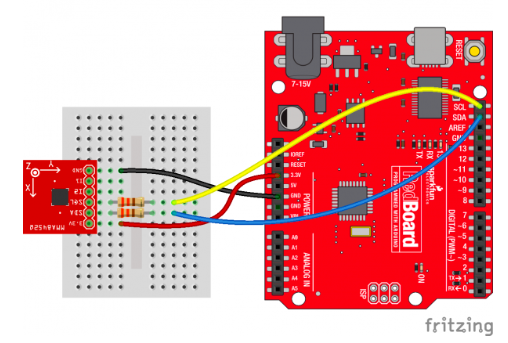 7-15V
RESET
SCL
SDA
AREF
GND
13
12
~11
~10
~9
8
7
~6
~5
4
~3
2
TX→1
RX←0
DIGITAL (PWM~)
IOREF
RESET
3.3V
5V
GND
GND
VIN
POWER
A0
A1
A2
A3
A4
A5
ANALOG IN
TX
RX
13
sparkfun
RedBoard
PROGRAMMED WITH ARDUINO
ISP
ON
Z
Y
X
GND
I1
I2
SCL
SDA
3.3V
MMA8452Q
fritzing